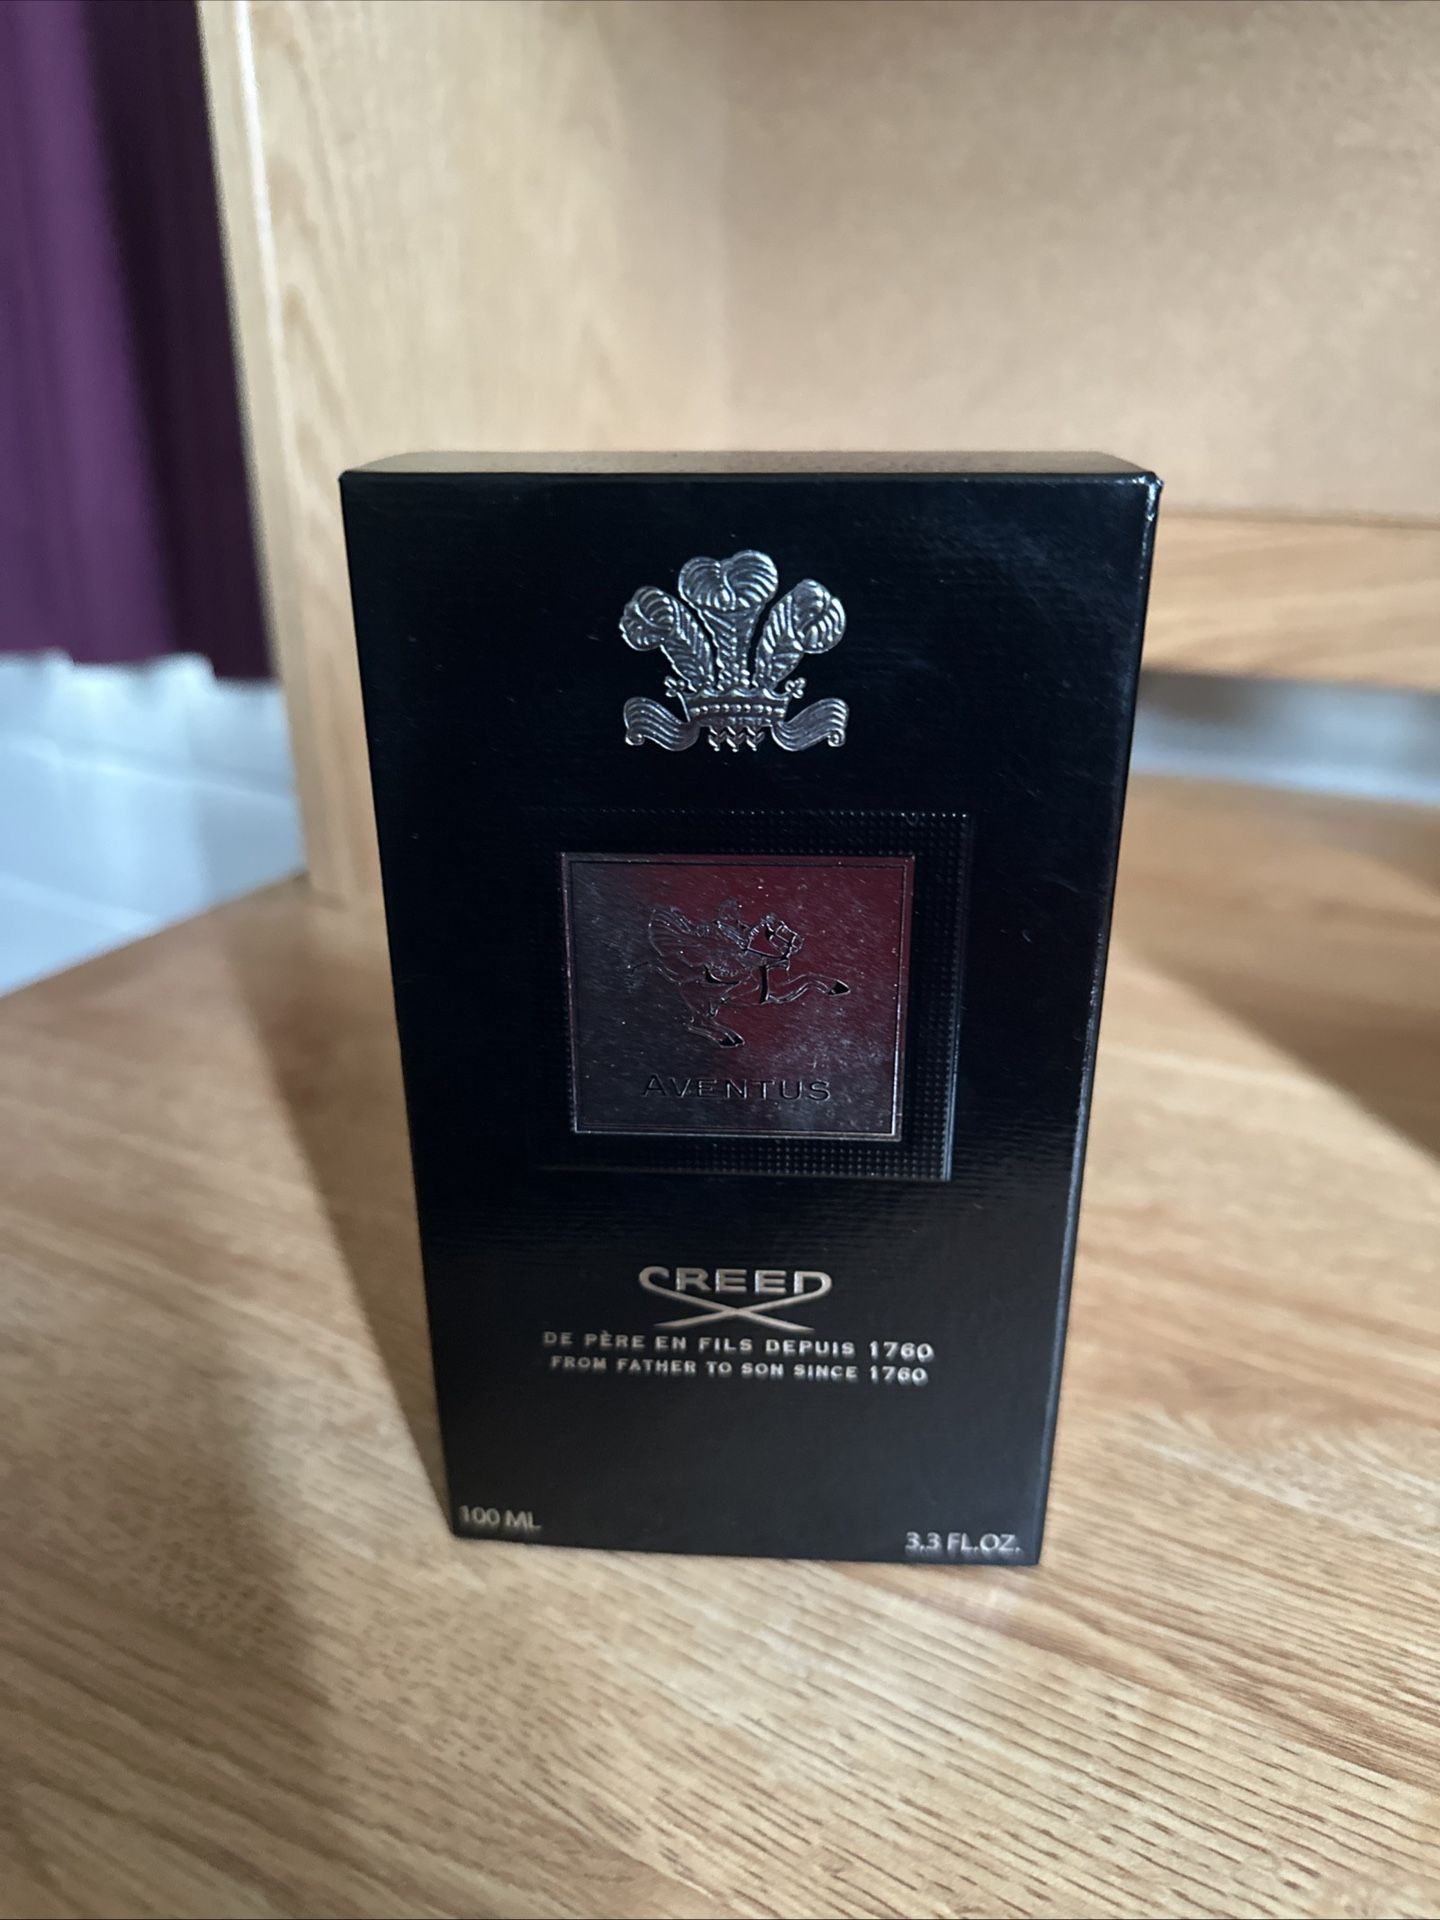 AVENTUS
CREED
DE PÈRE EN FILS DEPUIS 1760
FROM FATHER TO SON SINCE 1760
100 ML
3.3 FL.OZ.